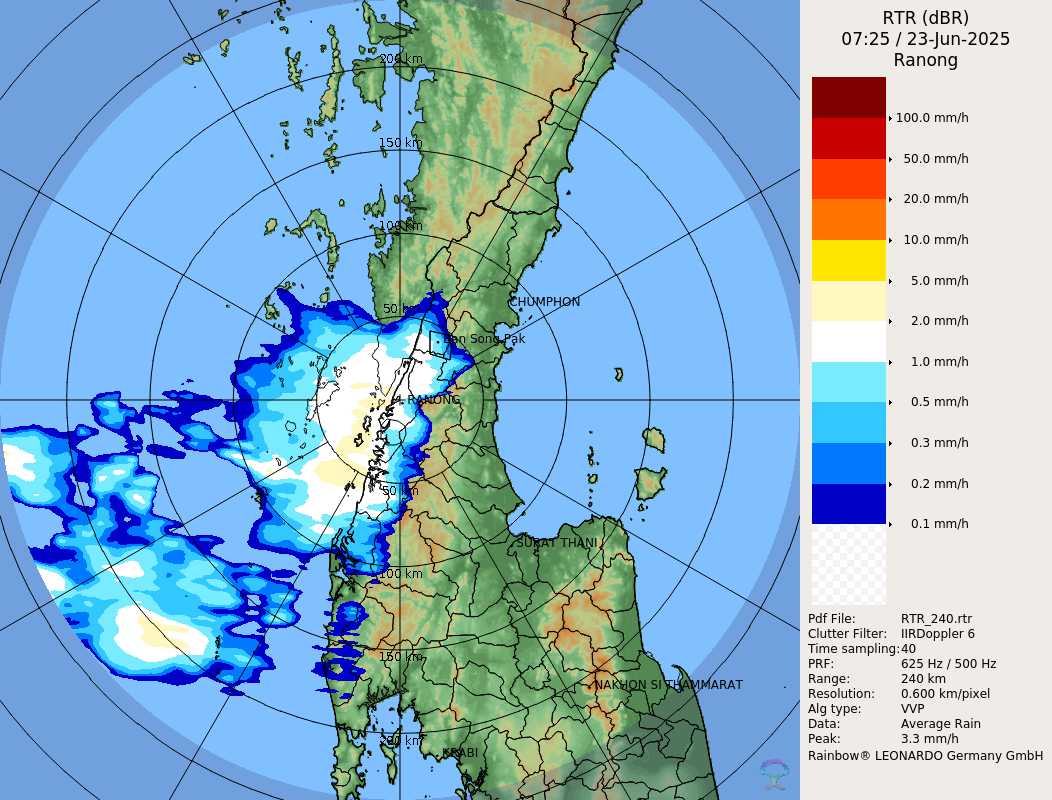 200 km
150 km
100 km
50 km
CHUMPHON
Ban Song Pak
RANONG
50 km
SURAT THANI
100 km
150 km
NAKHON SI THAMMARAT
200 km
KRABI
RTR (dBR)
07:25 / 23-Jun-2025
Ranong
100.0 mm/h
50.0 mm/h
20.0 mm/h
10.0 mm/h
5.0 mm/h
2.0 mm/h
1.0 mm/h
0.5 mm/h
0.3 mm/h
0.2 mm/h
0.1 mm/h
Pdf File: RTR_240.rtr
Clutter Filter: IIRDoppler 6
Time sampling:40
PRF: 625 Hz / 500 Hz
Range: 240 km
Resolution: 0.600 km/pixel
Alg type: VVP
Data: Average Rain
Peak: 3.3 mm/h
Rainbow® LEONARDO Germany GmbH